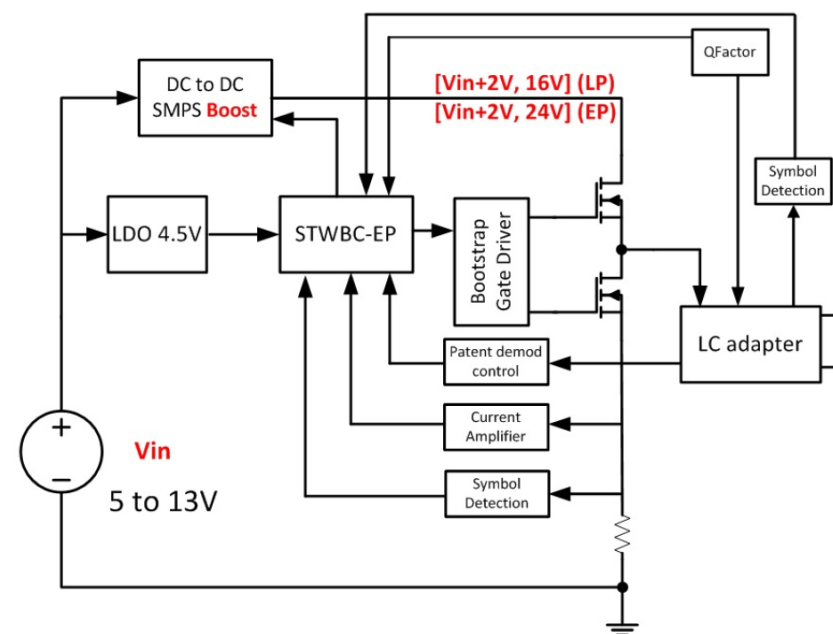 DC to DC
SMPS Boost
[Vin+2V, 16V] (LP)
[Vin+2V, 24V] (EP)
QFactor
Symbol
Detection
LDO 4.5V
STWBC-EP
Bootstrap
Gate Driver
LC adapter
Patent demod
control
Current
Amplifier
Symbol
Detection
+
−
Vin
5 to 13V